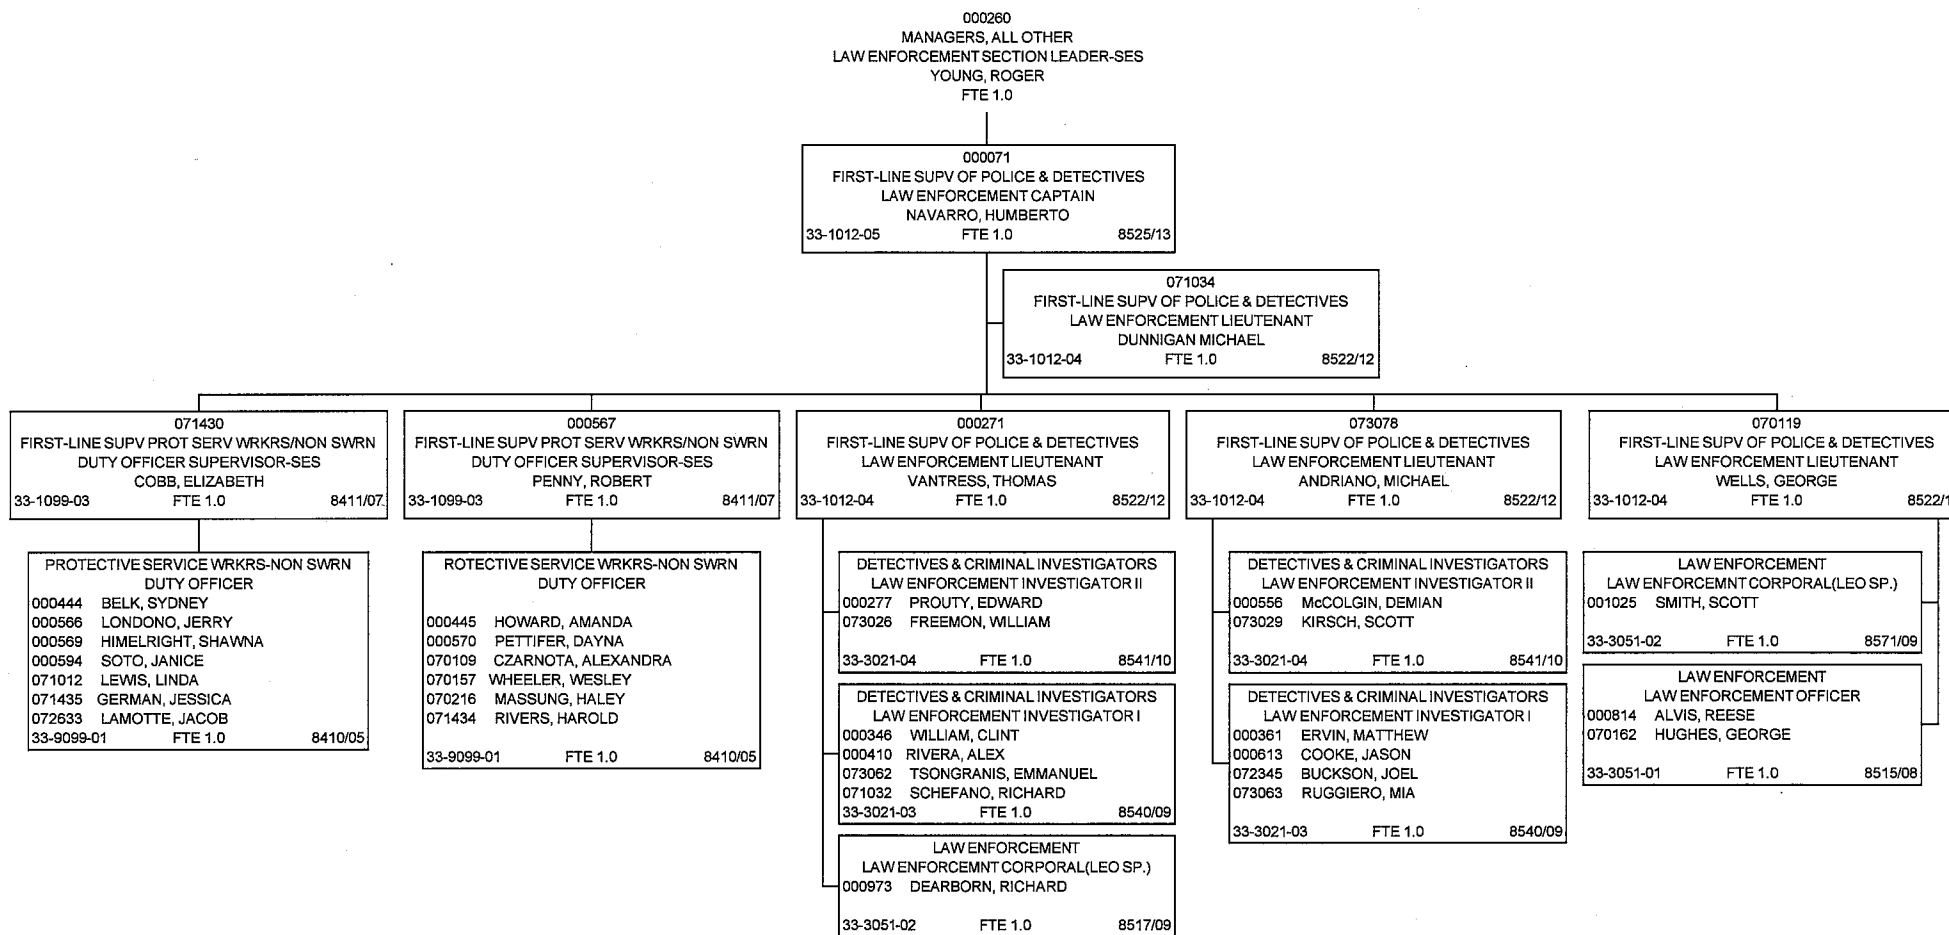 000260
MANAGERS, ALL OTHER
LAW ENFORCEMENT SECTION LEADER-SES
YOUNG, ROGER
FTE 1.0
000071
FIRST-LINE SUPV OF POLICE & DETECTIVES
LAW ENFORCEMENT CAPTAIN
NAVARRO, HUMBERTO
33-1012-05 FTE 1.0 8525/13
071034
FIRST-LINE SUPV OF POLICE & DETECTIVES
LAW ENFORCEMENT LIEUTENANT
DUNNIGAN MICHAEL
33-1012-04 FTE 1.0 8522/12
071430
FIRST-LINE SUPV PROT SERV WRKRS/NON SWRN
DUTY OFFICER SUPERVISOR-SES
COBB, ELIZABETH
33-1099-03 FTE 1.0 8411/07
PROTECTIVE SERVICE WRKRS-NON SWRN
DUTY OFFICER
000444 BELK, SYDNEY
000566 LONDONO, JERRY
000569 HIMELRIGHT, SHAWNA
000594 SOTO, JANICE
071012 LEWIS, LINDA
071435 GERMAN, JESSICA
072633 LAMOTTE, JACOB
33-9099-01 FTE 1.0 8410/05
000567
FIRST-LINE SUPV PROT SERV WRKRS/NON SWRN
DUTY OFFICER SUPERVISOR-SES
PENNY, ROBERT
33-1099-03 FTE 1.0 8411/07
ROTECTIVE SERVICE WRKRS-NON SWRN
DUTY OFFICER
000445 HOWARD, AMANDA
000570 PETTIFER, DAYNA
070109 CZARNOTA, ALEXANDRA
070157 WHEELER, WESLEY
070216 MASSUNG, HALEY
071434 RIVERS, HAROLD
33-9099-01 FTE 1.0 8410/05
000271
FIRST-LINE SUPV OF POLICE & DETECTIVES
LAW ENFORCEMENT LIEUTENANT
VANTRESS, THOMAS
33-1012-04 FTE 1.0 8522/12
DETECTIVES & CRIMINAL INVESTIGATORS
LAW ENFORCEMENT INVESTIGATOR II
000277 PROUTY, EDWARD
073026 FREEMON, WILLIAM
33-3021-04 FTE 1.0 8541/10
DETECTIVES & CRIMINAL INVESTIGATORS
LAW ENFORCEMENT INVESTIGATOR I
000346 WILLIAM, CLINT
000410 RIVERA, ALEX
073062 TSONGRANIS, EMMANUEL
071032 SCHEFANO, RICHARD
33-3021-03 FTE 1.0 8540/09
LAW ENFORCEMENT
LAW ENFORCEMNT CORPORAL(LEO SP.)
000973 DEARBORN, RICHARD
33-3051-02 FTE 1.0 8517/09
073078
FIRST-LINE SUPV OF POLICE & DETECTIVES
LAW ENFORCEMENT LIEUTENANT
ANDRIANO, MICHAEL
33-1012-04 FTE 1.0 8522/12
DETECTIVES & CRIMINAL INVESTIGATORS
LAW ENFORCEMENT INVESTIGATOR II
000556 McCOLGIN, DEMIAN
073029 KIRSCH, SCOTT
33-3021-04 FTE 1.0 8541/10
DETECTIVES & CRIMINAL INVESTIGATORS
LAW ENFORCEMENT INVESTIGATOR I
000361 ERVIN, MATTHEW
000613 COOKE, JASON
072345 BUCKSON, JOEL
073063 RUGGIERO, MIA
33-3021-03 FTE 1.0 8540/09
070119
FIRST-LINE SUPV OF POLICE & DETECTIVES
LAW ENFORCEMENT LIEUTENANT
WELLS, GEORGE
33-1012-04 FTE 1.0
LAW ENFORCEMENT
LAW ENFORCEMNT CORPORAL(LEO SP.)
001025 SMITH, SCOTT
33-3051-02 FTE 1.0 8571/09
LAW ENFORCEMENT
LAW ENFORCEMENT OFFICER
000814 ALVIS, REESE
070162 HUGHES, GEORGE
33-3051-01 FTE 1.0 8515/08